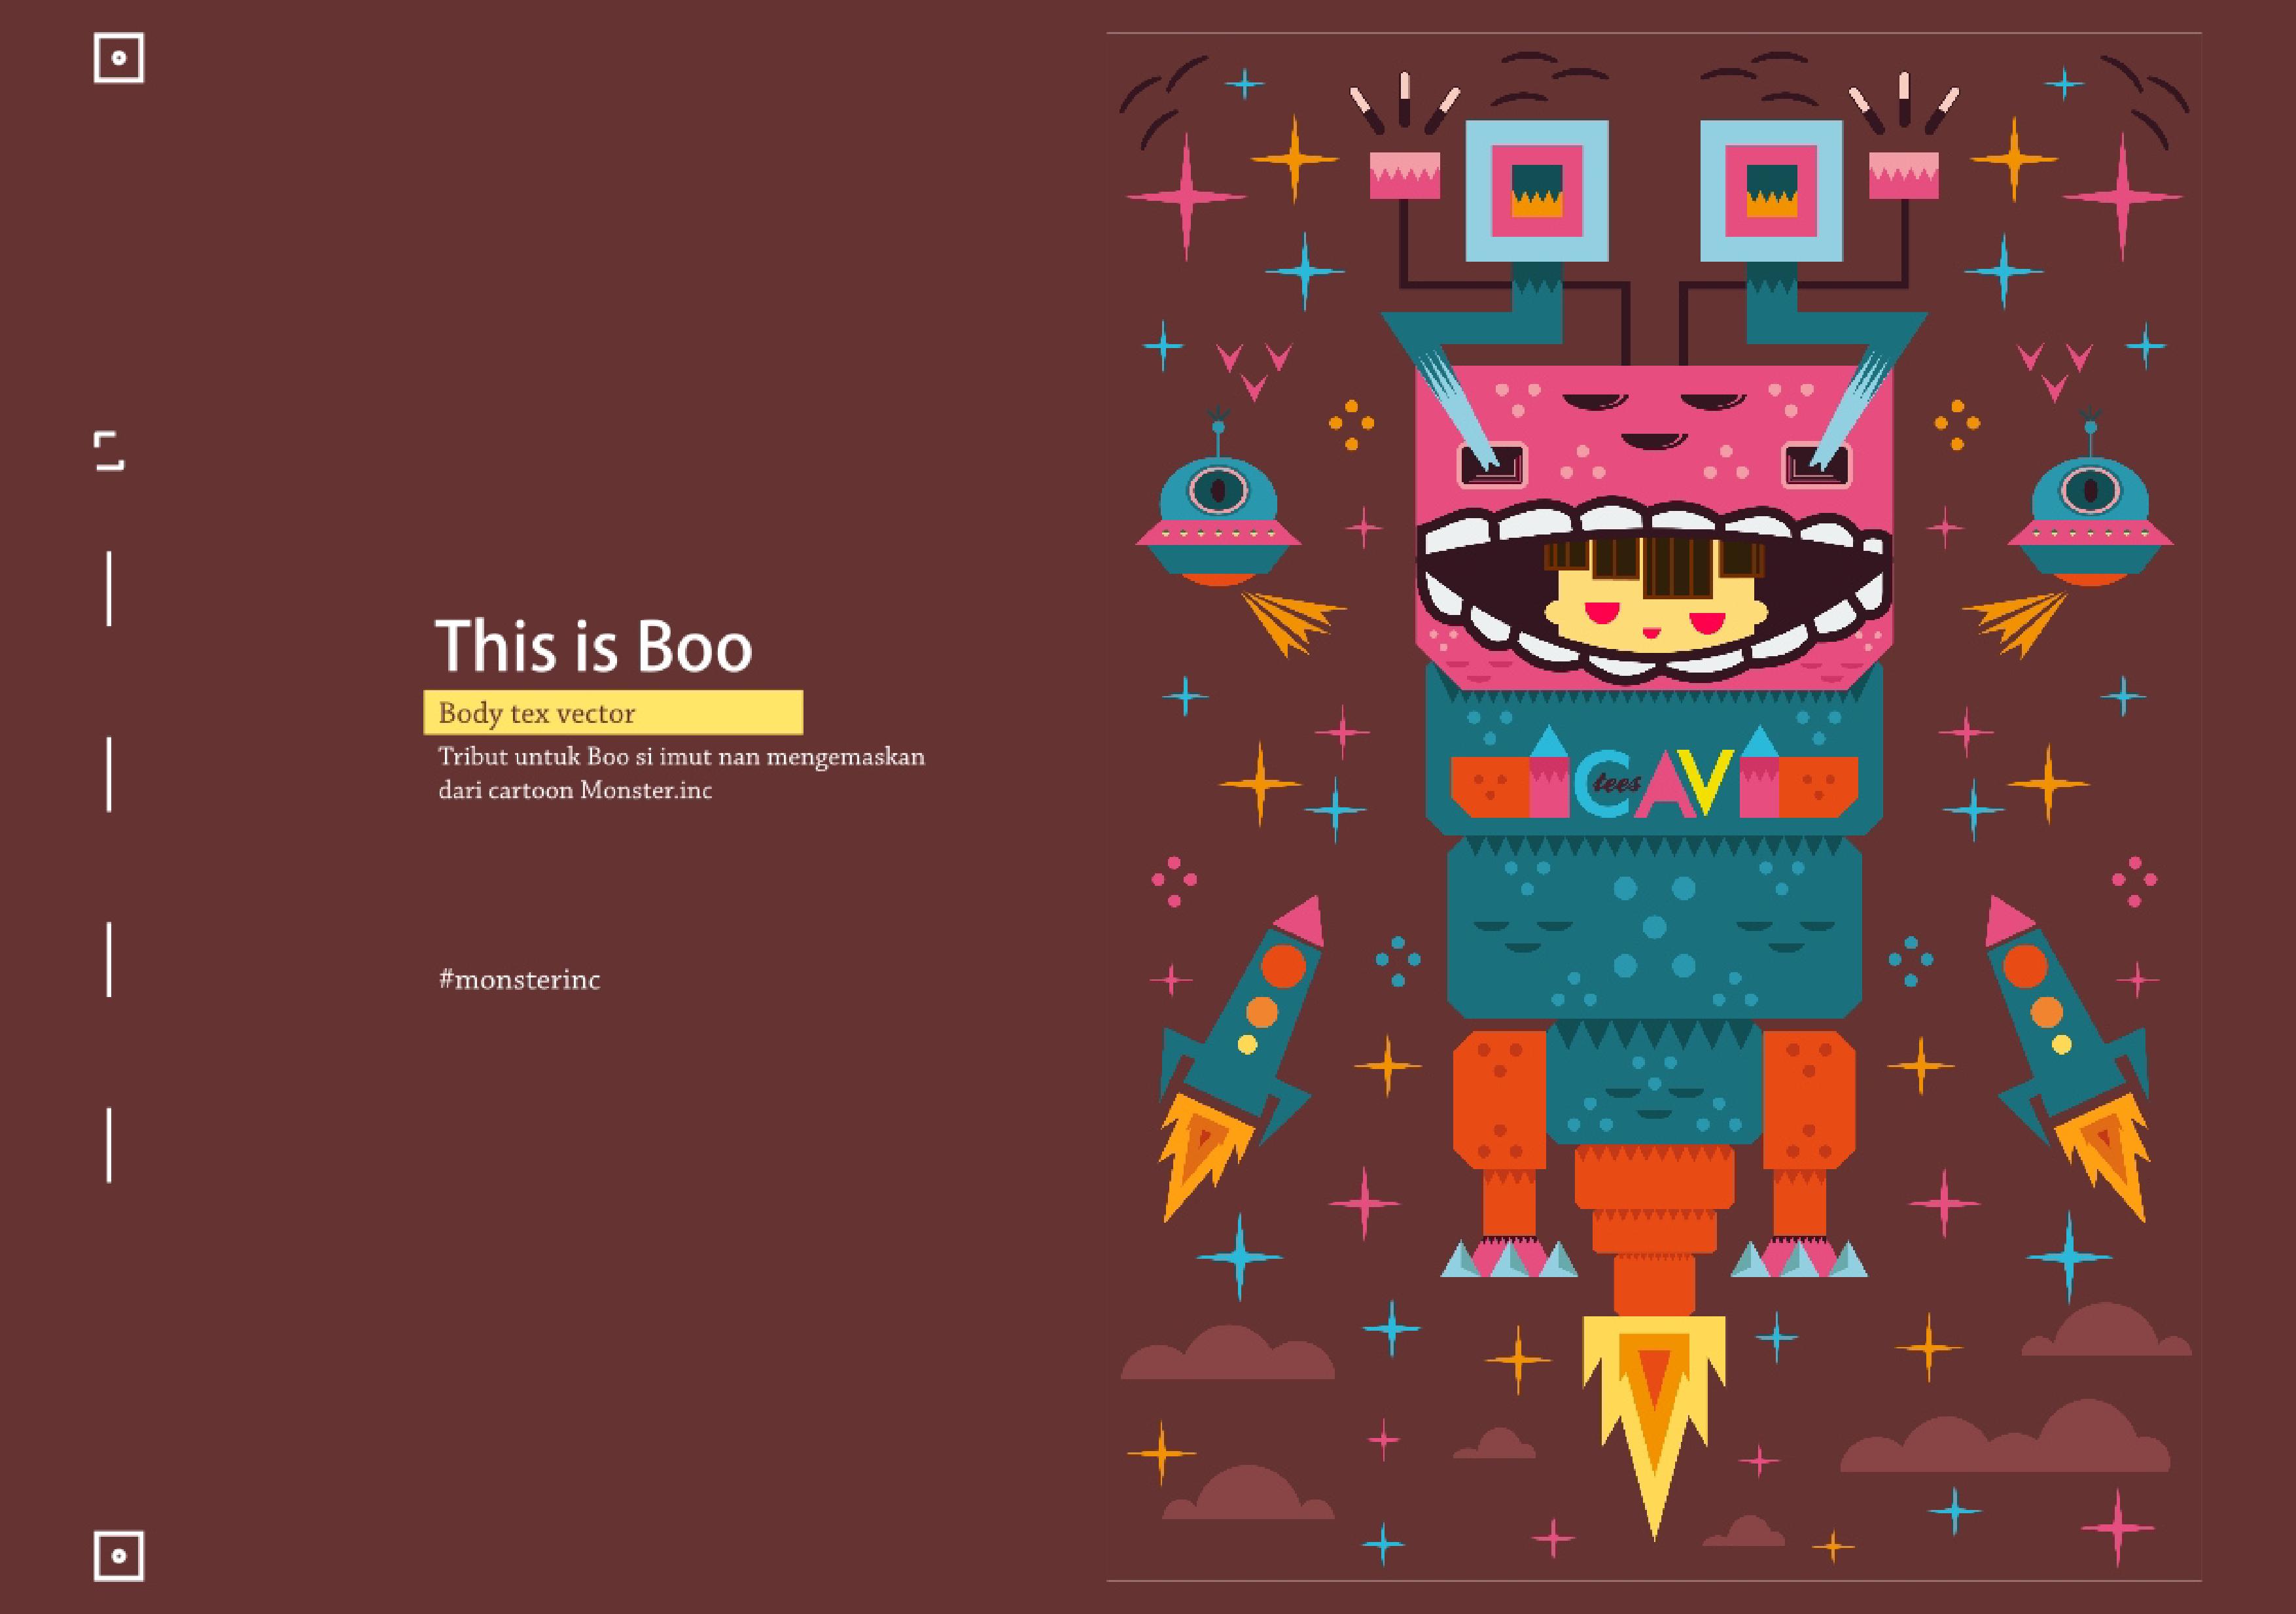 This is Boo
Body tex vector
Tribut untuk Boo si imut nan mengemaskan
dari cartoon Monster.inc
#monsterinc
CAV
tees